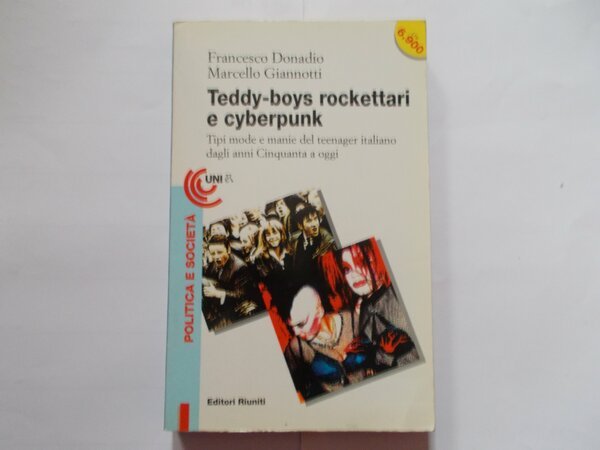 Francesco Donadio
Marcello Giannotti
L. 6.900
Teddy-boys rockettari
e cyberpunk
Tipi mode e manie del teenager italiano
dagli anni Cinquanta a oggi
UNI
POLITICA E SOCIETÀ
Editori Riuniti